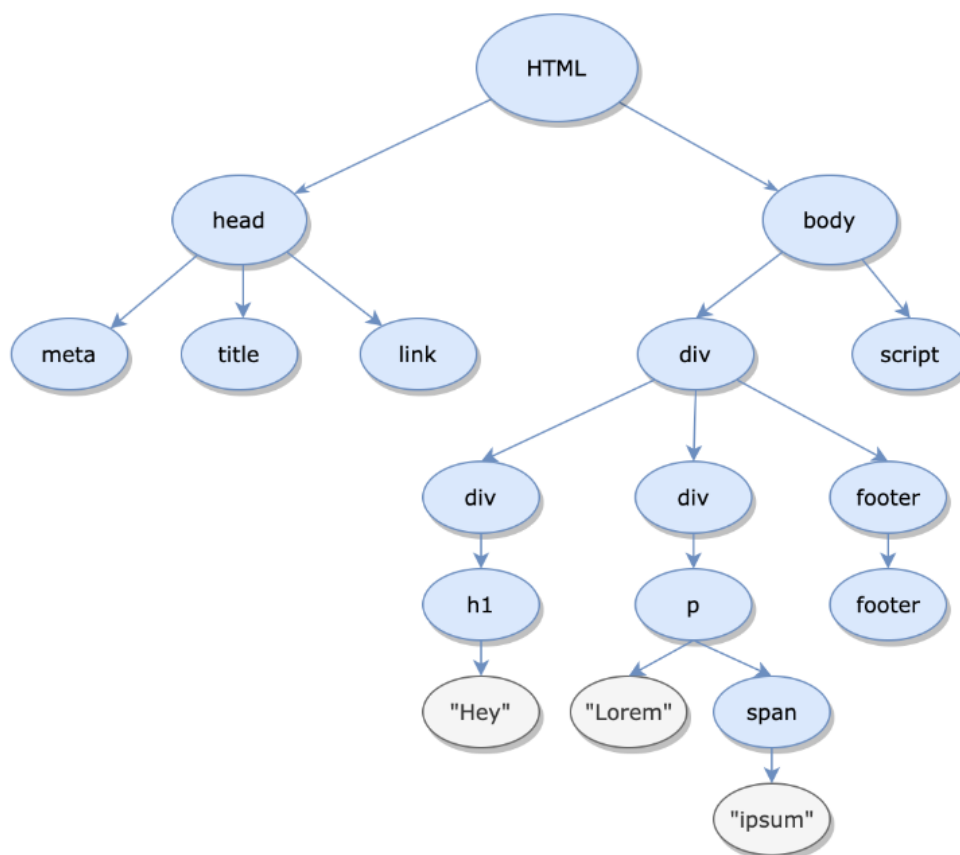 HTML
head
body
meta
title
link
div
script
div
div
footer
h1
p
footer
"Hey"
"Lorem"
span
"ipsum"